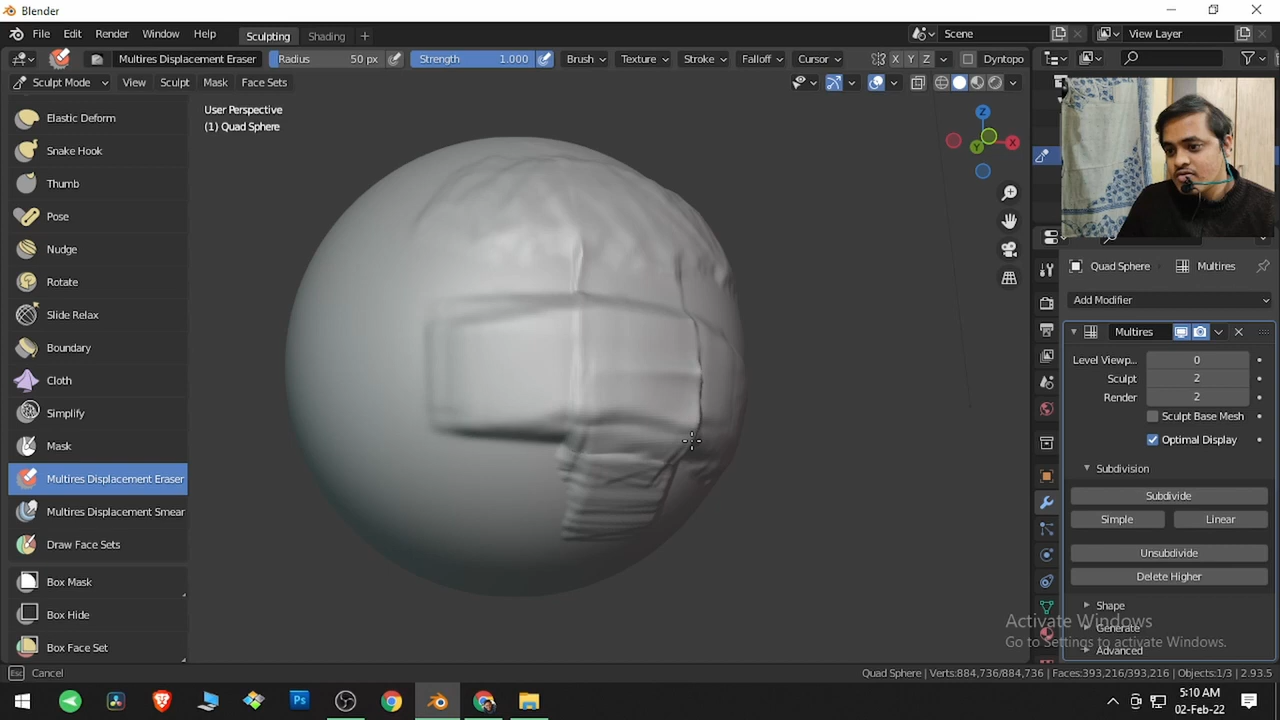 Blender
File Edit Render Window Help Sculpting Shading Scene View Layer
Multires Displacement Eraser Radius 50 px Strength 1.000 Brush Texture Stroke Falloff Cursor X Y Z Dyntopo
Sculpt Mode View Sculpt Mask Face Sets
User Perspective
(1) Quad Sphere
Z
X
Y
Elastic Deform
Snake Hook
Thumb
Pose
Nudge
Rotate
Slide Relax
Boundary
Cloth
Simplify
Mask
Multires Displacement Eraser
Multires Displacement Smear
Draw Face Sets
Box Mask
Box Hide
Box Face Set
Quad Sphere Multires
Add Modifier
Multires
Level Viewp... 0
Sculpt 2
Render 2
Sculpt Base Mesh
Optimal Display
Subdivision
Subdivide
Simple Linear
Unsubdivide
Delete Higher
Shape
Generate
Advanced
Activate Windows
Go to Settings to activate Windows.
Esc Cancel
Quad Sphere | Verts:884,736/884,736 | Faces:393,216/393,216 | Objects:1/3 | 2.93.5
Ps
5:10 AM
02-Feb-22